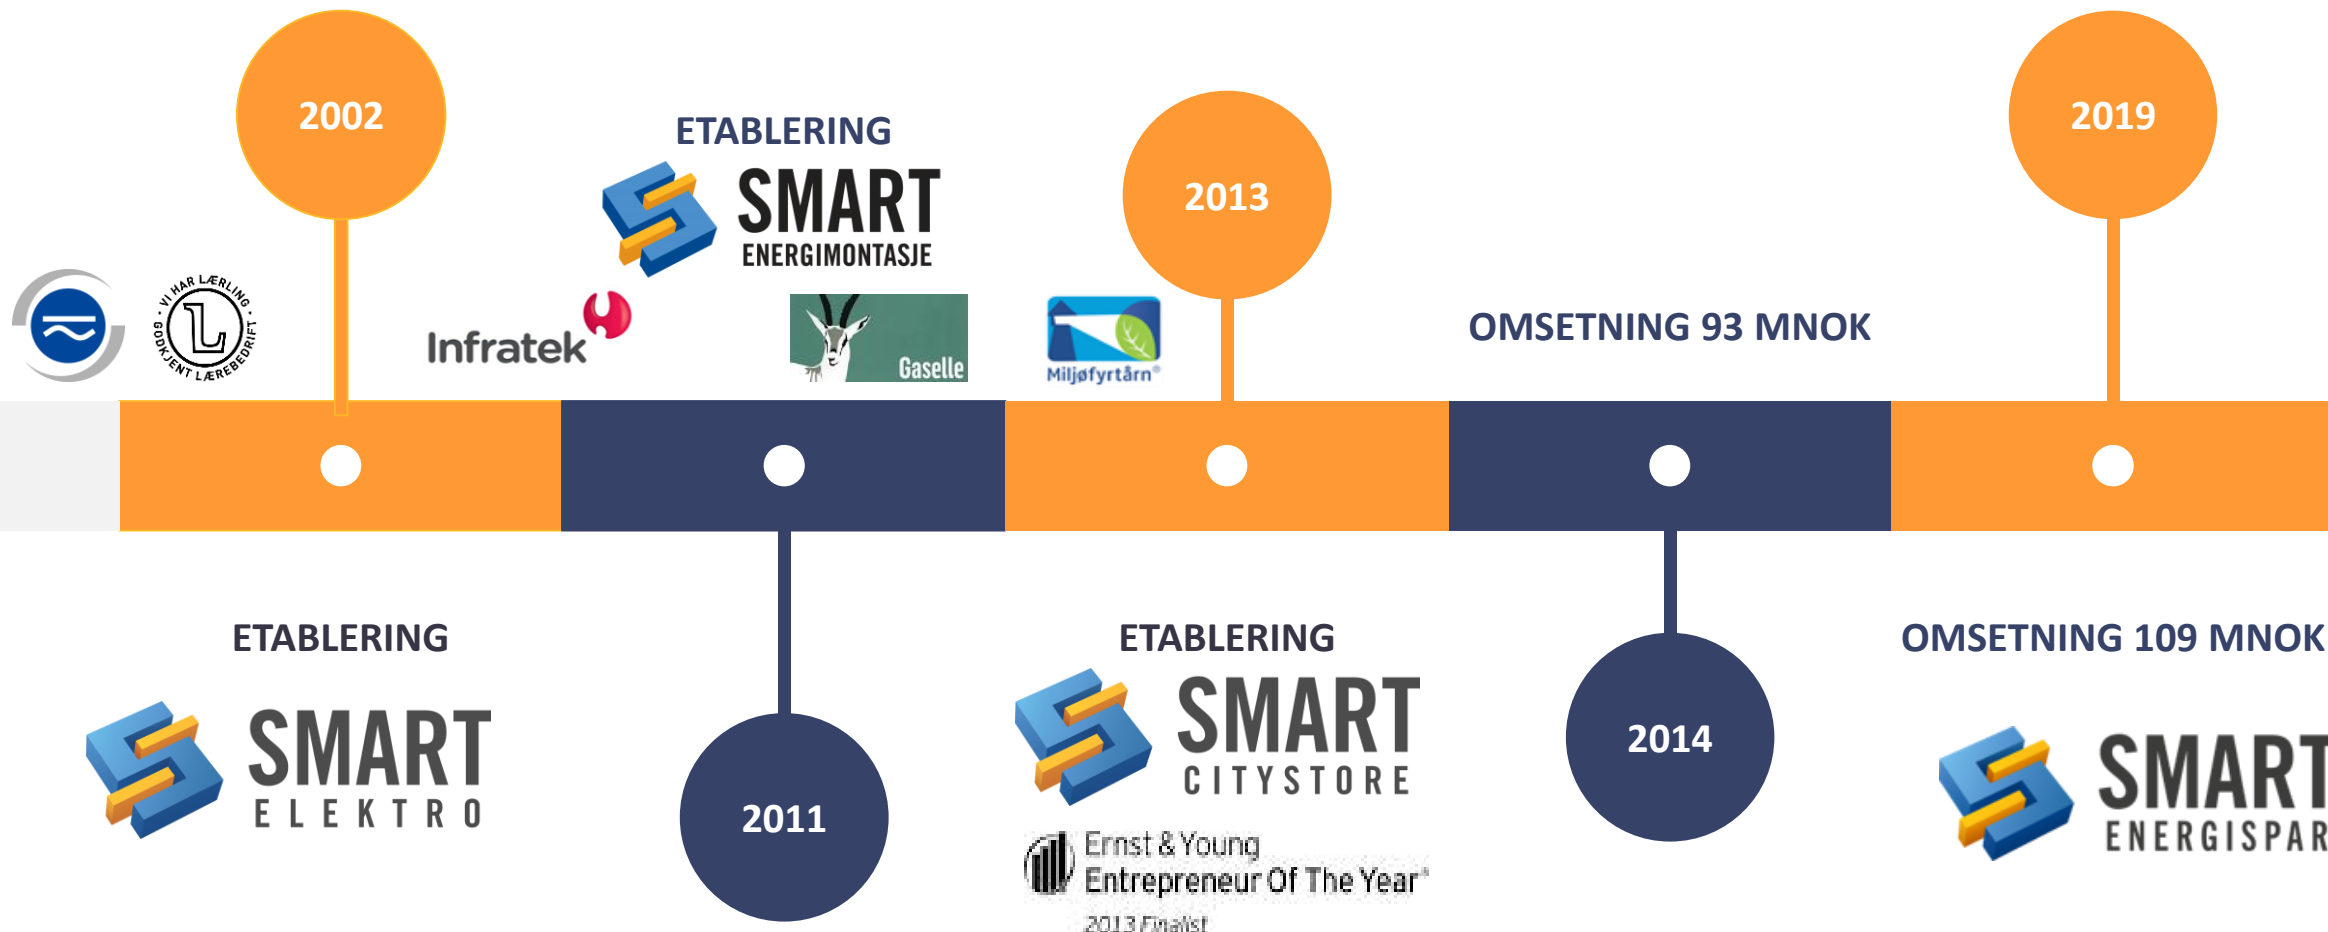 2002
2019
ETABLERING
SMART
ENERGIMONTASJE
2013
VI HAR LÆRLING
GODKJENT LÆREBEDRIFT
L
Infratek
Gaselle
Miljøfyrtårn®
OMSETNING 93 MNOK
ETABLERING
SMART
ELEKTRO
2011
ETABLERING
SMART
CITYSTORE
Ernst & Young
Entrepreneur Of The Year®
2013 Finalist
2014
OMSETNING 109 MNOK
SMART
ENERGISPAR